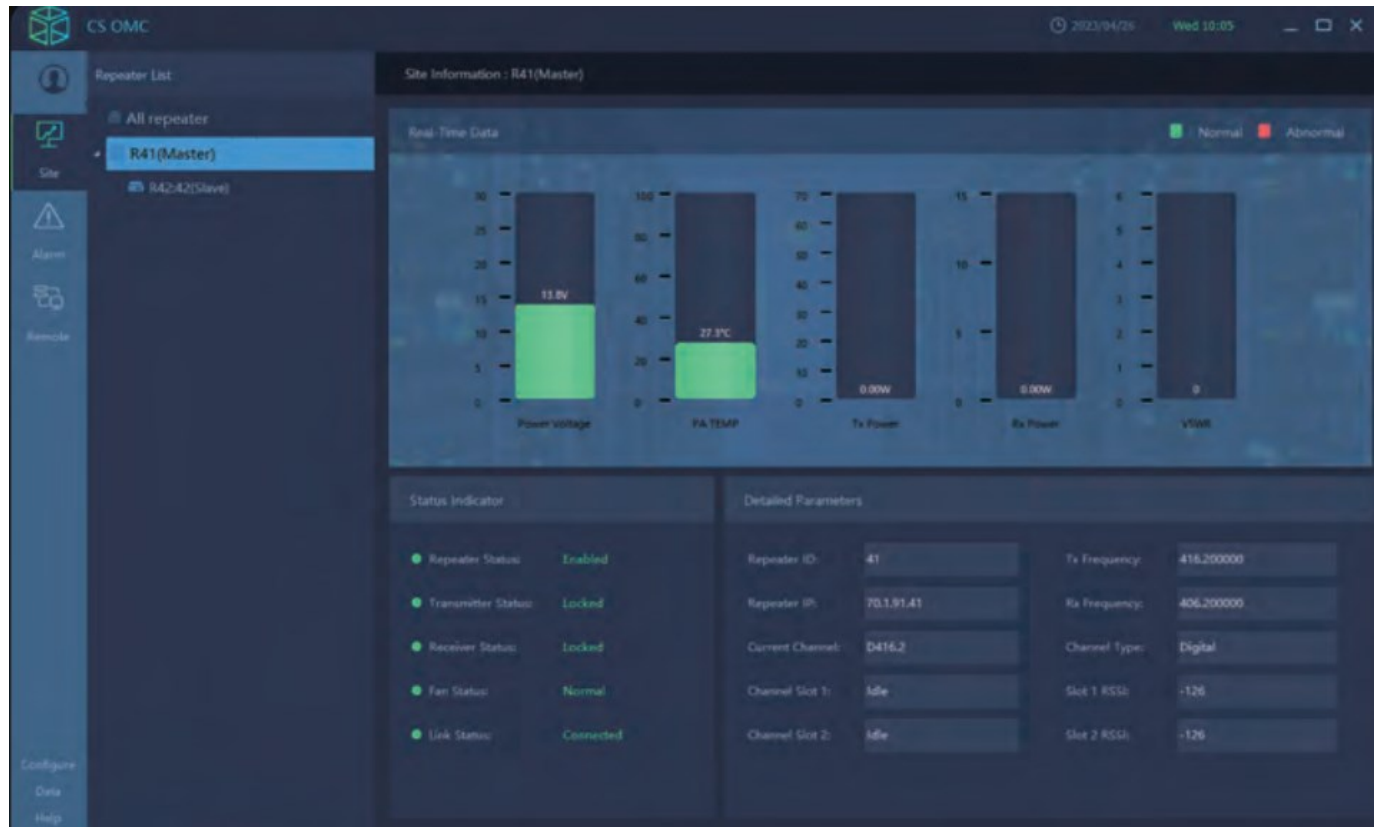 CS OMC
2023/04/26 Wed 10:05
Repeater List
All repeater
R41(Master)
R42:42(Slave)
Site
Alarm
Remote
Configure
Data
Help
Site Information : R41(Master)
Real-Time Data
Normal Abnormal
30
25
20
15
10
5
0
13.8V
Power Voltage
100
80
60
40
20
0
27.3°C
PA TEMP
70
60
50
40
30
20
10
0
0.00W
Tx Power
15
10
5
0
0.00W
Rx Power
6
5
4
3
2
1
0
0
VSWR
Status Indicator
Repeater Status: Enabled
Transmitter Status: Locked
Receiver Status: Locked
Fan Status: Normal
Link Status: Connected
Detailed Parameters
Repeater ID: 41 Tx Frequency: 416.200000
Repeater IP: 70.1.91.41 Rx Frequency: 406.200000
Current Channel: D416.2 Channel Type: Digital
Channel Slot 1: Idle Slot 1 RSSI: -126
Channel Slot 2: Idle Slot 2 RSSI: -126